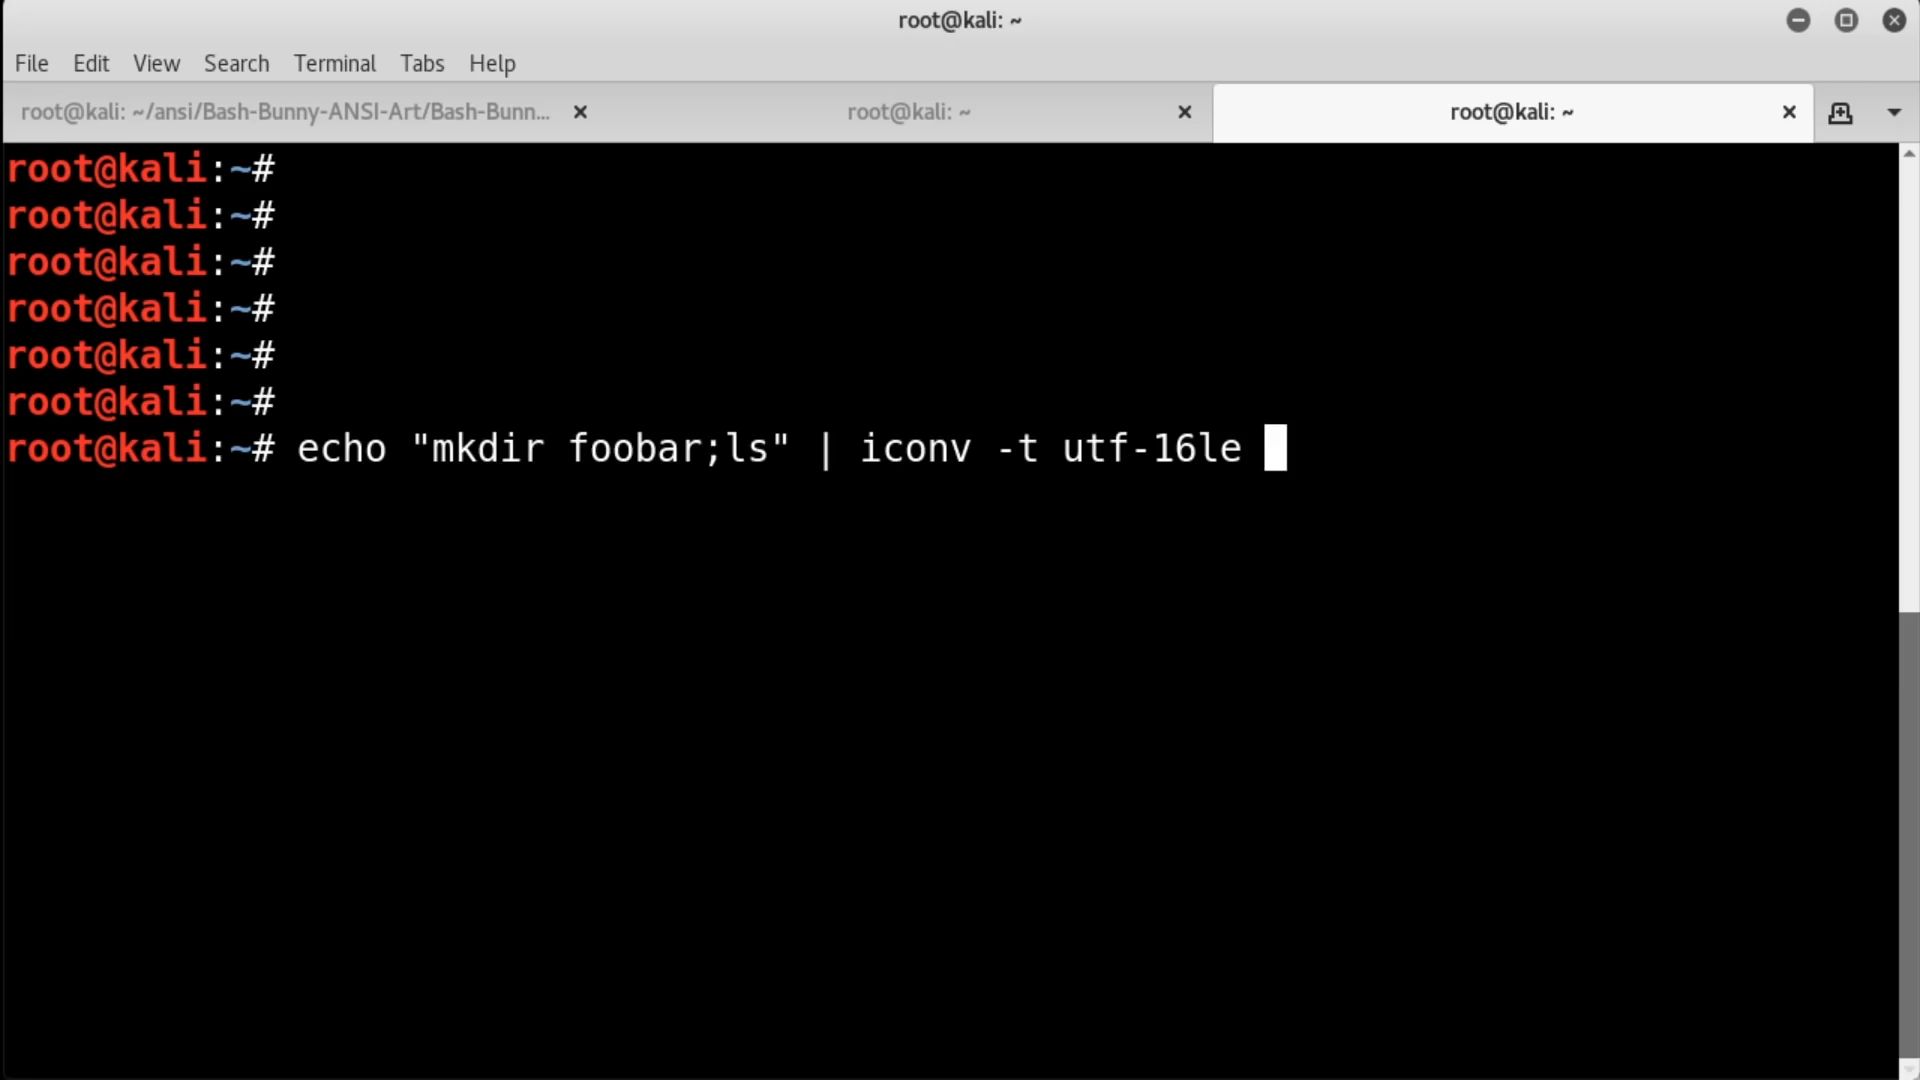 root@kali: ~
File Edit View Search Terminal Tabs Help
root@kali: ~/ansi/Bash-Bunny-ANSI-Art/Bash-Bunn... root@kali: ~ root@kali: ~
root@kali:~#
root@kali:~#
root@kali:~#
root@kali:~#
root@kali:~#
root@kali:~#
root@kali:~# echo "mkdir foobar;ls" | iconv -t utf-16le